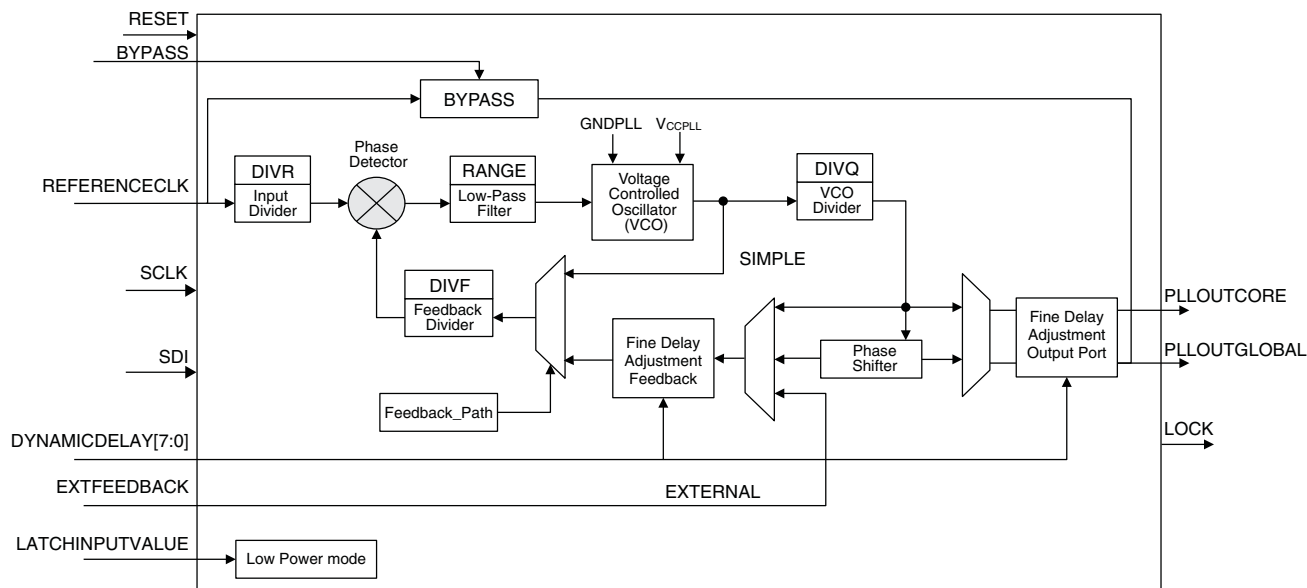 RESET
BYPASS
BYPASS
GNDPLL
VCCPLL
Phase
Detector
DIVR
Input
Divider
RANGE
Low-Pass
Filter
Voltage
Controlled
Oscillator
(VCO)
DIVQ
VCO
Divider
REFERENCECLK
SIMPLE
SCLK
DIVF
Feedback
Divider
Fine Delay
Adjustment
Feedback
Phase
Shifter
Fine Delay
Adjustment
Output Port
PLLOUTCORE
PLLOUTGLOBAL
SDI
Feedback_Path
LOCK
DYNAMICDELAY[7:0]
EXTFEEDBACK
EXTERNAL
LATCHINPUTVALUE
Low Power mode